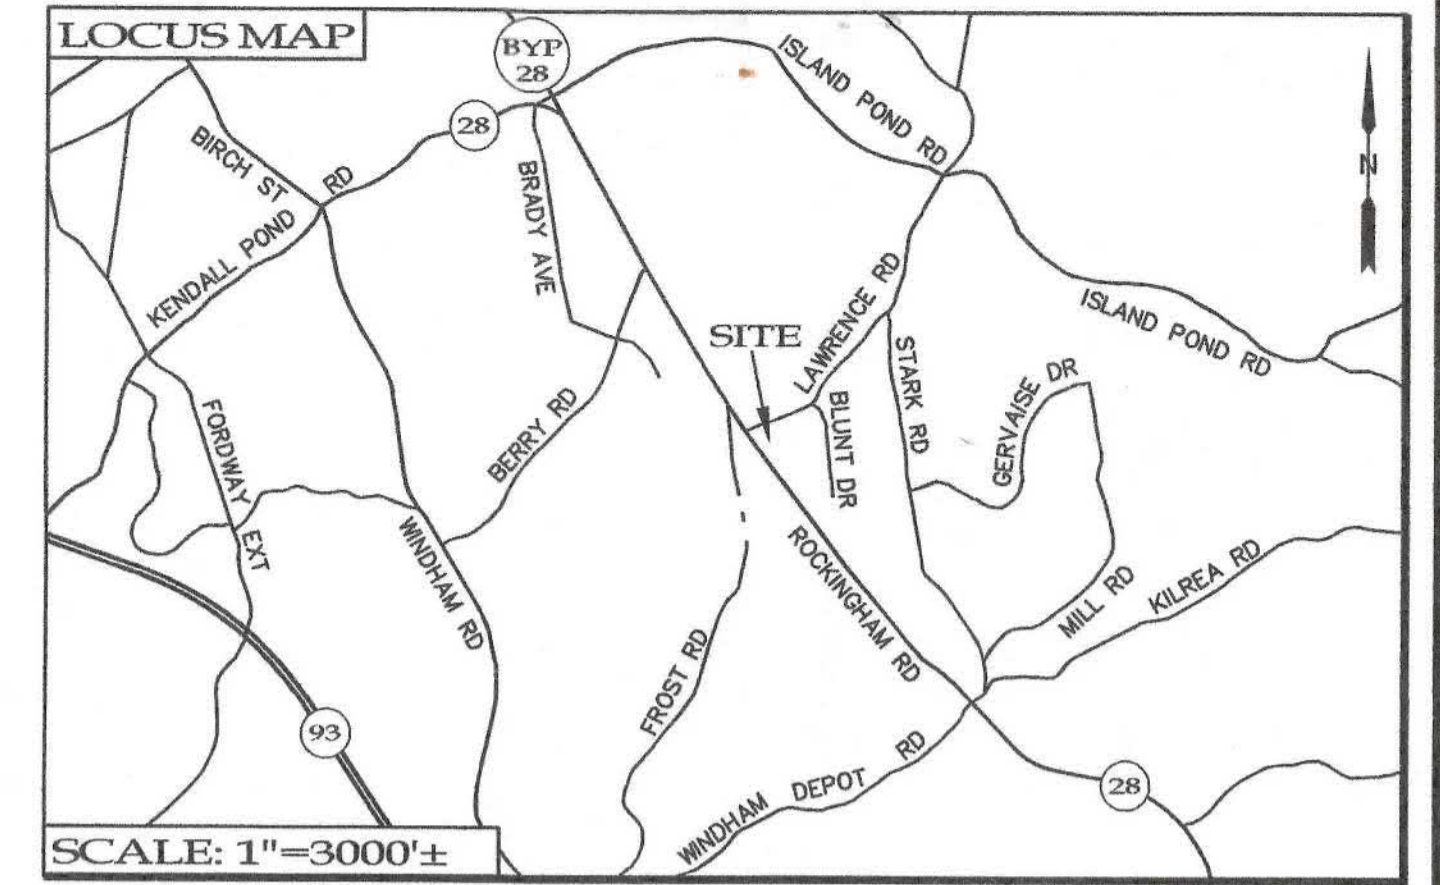 LOCUS MAP
BYP
28
ISLAND POND RD
28
BIRCH ST
KENDALL POND RD
BRADY AVE
N
LAWRENCE RD
ISLAND POND RD
SITE
STARK RD
GERVAISE DR
BLUNT DR
BERRY RD
FORDWAY EXT
WINDHAM RD
ROCKINGHAM RD
MILL RD
KILREA RD
FROST RD
93
WINDHAM DEPOT RD
28
SCALE: 1"=3000'±